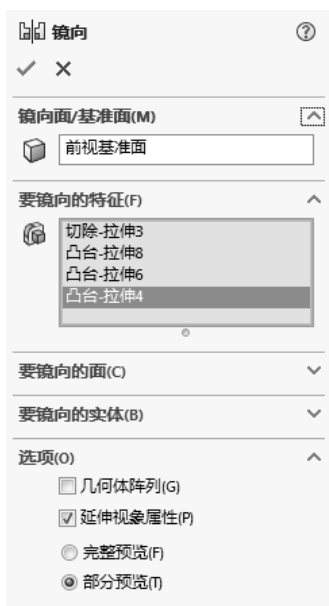 镜向
镜向面/基准面(M)
前视基准面
要镜向的特征(F)
切除-拉伸3
凸台-拉伸8
凸台-拉伸6
凸台-拉伸4
要镜向的面(C)
要镜向的实体(B)
选项(O)
几何体阵列(G)
延伸视象属性(P)
完整预览(F)
部分预览(T)